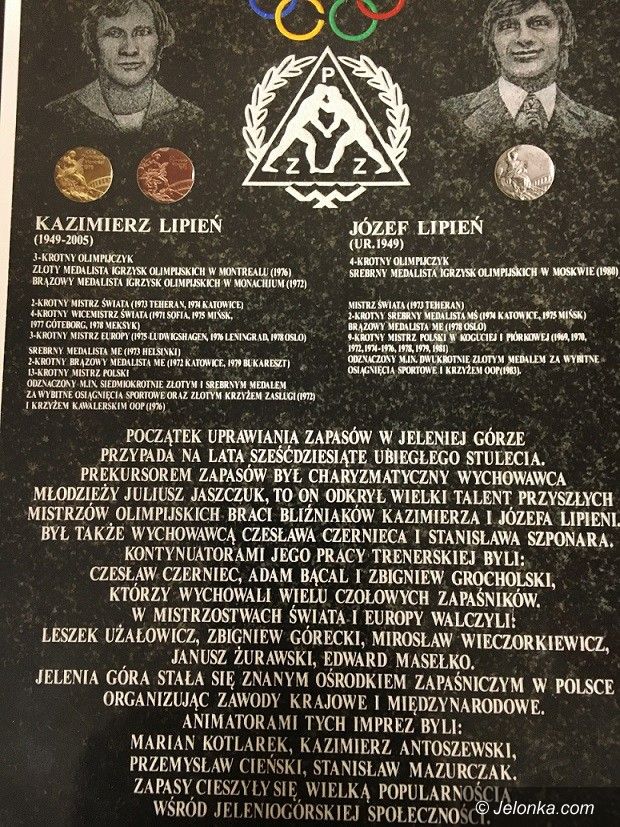 P
Z Z
KAZIMIERZ LIPIEŃ
(1949-2005)
3-KROTNY OLIMPIJCZYK
ZŁOTY MEDALISTA IGRZYSK OLIMPIJSKICH W MONTREALU (1976)
BRĄZOWY MEDALISTA IGRZYSK OLIMPIJSKICH W MONACHIUM (1972)
2-KROTNY MISTRZ ŚWIATA (1973 TEHERAN, 1974 KATOWICE)
4-KROTNY WICEMISTRZ ŚWIATA (1971 SOFIA, 1975 MIŃSK,
1977 GÖTEBORG, 1978 MEKSYK)
3-KROTNY MISTRZ EUROPY (1975-LUDWIGSHAGEN, 1976 LENINGRAD, 1978 OSLO)
SREBRNY MEDALISTA ME (1973 HELSINKI)
2-KROTNY BRĄZOWY MEDALISTA ME (1972 KATOWICE, 1979 BUKARESZT)
13-KROTNY MISTRZ POLSKI
ODZNACZONY M.IN. SIEDMIOKROTNIE ZŁOTYM I SREBRNYM MEDALEM
ZA WYBITNE OSIĄGNIĘCIA SPORTOWE ORAZ ZŁOTYM KRZYŻEM ZASŁUGI (1972)
I KRZYŻEM KAWALERSKIM OOP (1976)
JÓZEF LIPIEŃ
(UR.1949)
4-KROTNY OLIMPIJCZYK
SREBRNY MEDALISTA IGRZYSK OLIMPIJSKICH W MOSKWIE (1980)
MISTRZ ŚWIATA (1973 TEHERAN)
2-KROTNY SREBRNY MEDALISTA MŚ (1974 KATOWICE, 1975 MIŃSK)
BRĄZOWY MEDALISTA ME (1978 OSLO)
9-KROTNY MISTRZ POLSKI W KOGUCIEJ I PIÓRKOWEJ (1969, 1970,
1972, 1974-1976, 1978, 1979, 1981)
ODZNACZONY M.IN. DWUKROTNIE ZŁOTYM MEDALEM ZA WYBITNE
OSIĄGNIĘCIA SPORTOWE I KRZYŻEM OOP(1983).
POCZĄTEK UPRAWIANIA ZAPASÓW W JELENIEJ GÓRZE
PRZYPADA NA LATA SZEŚĆDZIESIĄTE UBIEGŁEGO STULECIA.
PREKURSOREM ZAPASÓW BYŁ CHARYZMATYCZNY WYCHOWAWCA
MŁODZIEŻY JULIUSZ JASZCZUK, TO ON ODKRYŁ WIELKI TALENT PRZYSZŁYCH
MISTRZÓW OLIMPIJSKICH BRACI BLIŹNIAKÓW KAZIMIERZA I JÓZEFA LIPIENI.
BYŁ TAKŻE WYCHOWAWCĄ CZESŁAWA CZERNIECA I STANISŁAWA SZPONARA.
KONTYNUATORAMI JEGO PRACY TRENERSKIEJ BYLI:
CZESŁAW CZERNIEC, ADAM BĄCAL I ZBIGNIEW GROCHOLSKI,
KTÓRZY WYCHOWALI WIELU CZOŁOWYCH ZAPAŚNIKÓW.
W MISTRZOSTWACH ŚWIATA I EUROPY WALCZYLI:
LESZEK UŻAŁOWICZ, ZBIGNIEW GÓRECKI, MIROSŁAW WIECZORKIEWICZ,
JANUSZ ŻURAWSKI, EDWARD MASEŁKO.
JELENIA GÓRA STAŁA SIĘ ZNANYM OŚRODKIEM ZAPAŚNICZYM W POLSCE
ORGANIZUJĄC ZAWODY KRAJOWE I MIĘDZYNARODOWE.
ANIMATORAMI TYCH IMPREZ BYLI:
MARIAN KOTLAREK, KAZIMIERZ ANTOSZEWSKI,
PRZEMYSŁAW CIEŃSKI, STANISŁAW MAZURCZAK.
ZAPASY CIESZYŁY SIĘ WIELKĄ POPULARNOŚCIĄ
WŚRÓD JELENIOGÓRSKIEJ SPOŁECZNOŚCI.
© Jelonka.com